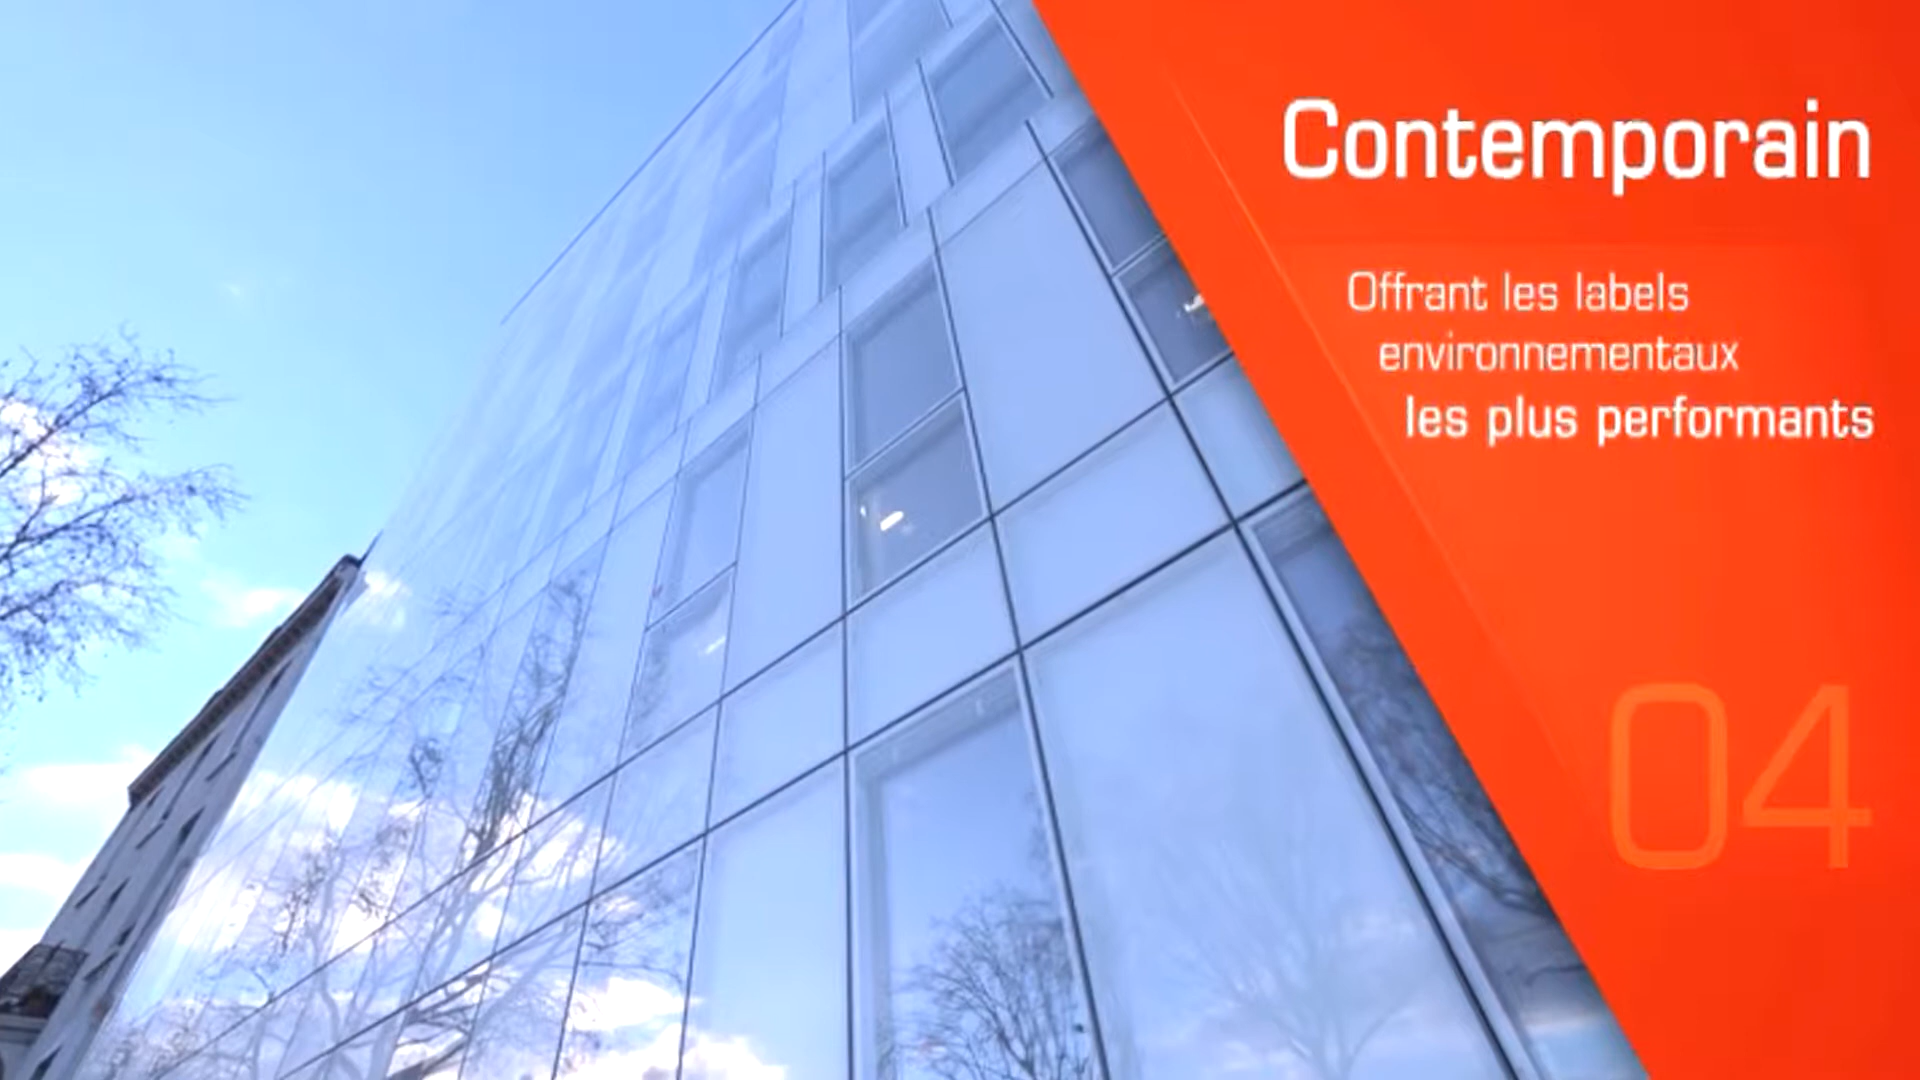 Contemporain
Offrant les labels
environnementaux
les plus performants
04